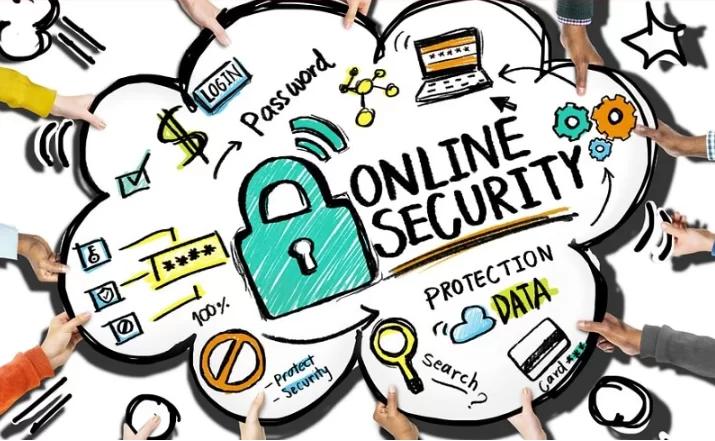 LOGIN
Password
*****
$
ONLINE
SECURITY
****
100%
PROTECTION
DATA
Protect
Security
Search
?
Card ***